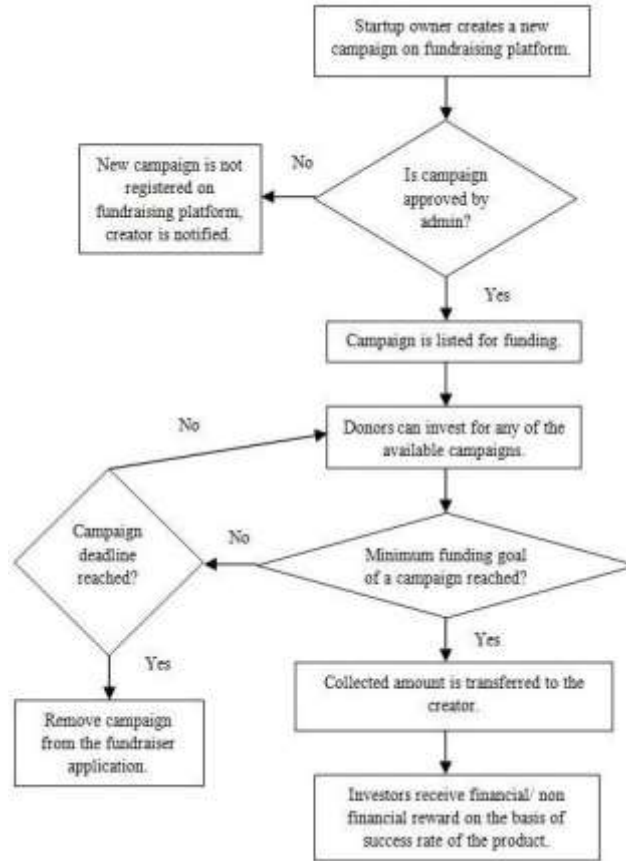 Startup owner creates a new
campaign on fundraising platform.
No
New campaign is not
registered on
fundraising platform,
creator is notified.
Is campaign
approved by
admin?
Yes
Campaign is listed for funding.
No
Donors can invest for any of the
available campaigns.
Campaign
deadline
reached?
No
Minimum funding goal
of a campaign reached?
Yes
Yes
Collected amount is transferred to the
creator.
Remove campaign
from the fundraiser
application.
Investors receive financial/ non
financial reward on the basis of
success rate of the product.